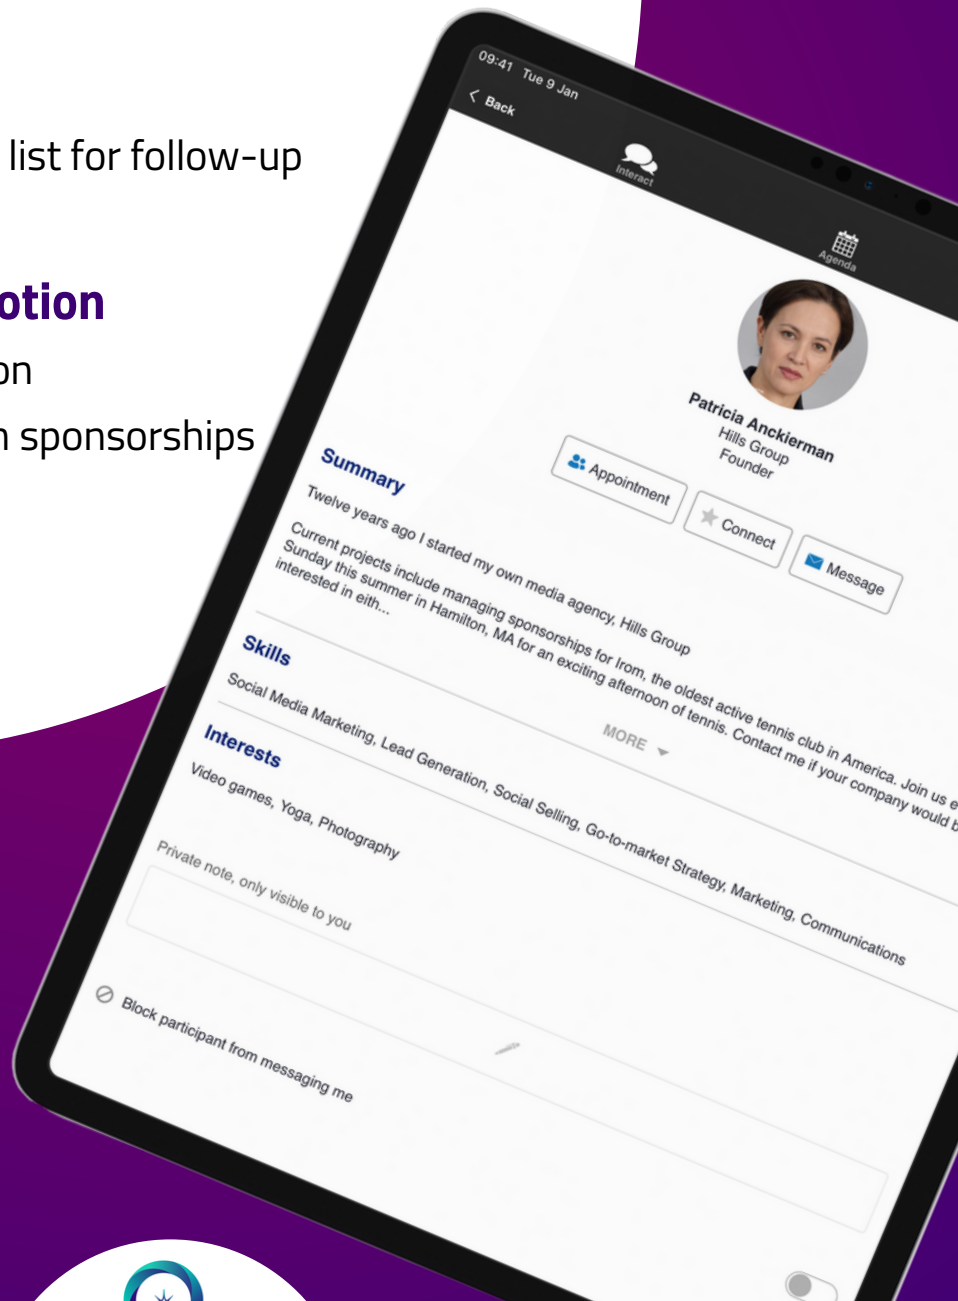 list for follow-up
otion
on
n sponsorships
09:41 Tue 9 Jan
Back
Interact
Agenda
Patricia Anckierman
Hills Group
Founder
Appointment
Connect
Message
Summary
Twelve years ago I started my own media agency, Hills Group
Current projects include managing sponsorships for Irom, the oldest active tennis club in America. Join us e
Sunday this summer in Hamilton, MA for an exciting afternoon of tennis. Contact me if your company would b
interested in eith...
MORE
Skills
Social Media Marketing, Lead Generation, Social Selling, Go-to-market Strategy, Marketing, Communications
Interests
Video games, Yoga, Photography
Private note, only visible to you
Block participant from messaging me